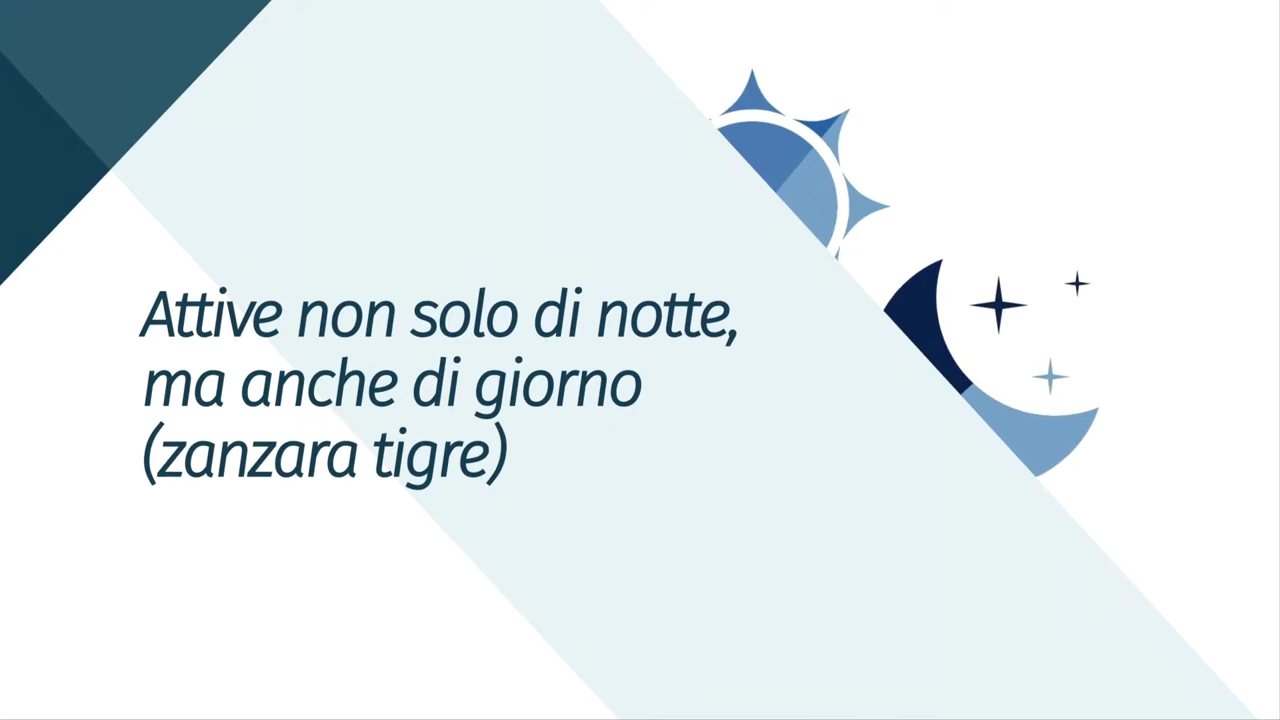 Attive non solo di notte,
ma anche di giorno
(zanzara tigre)